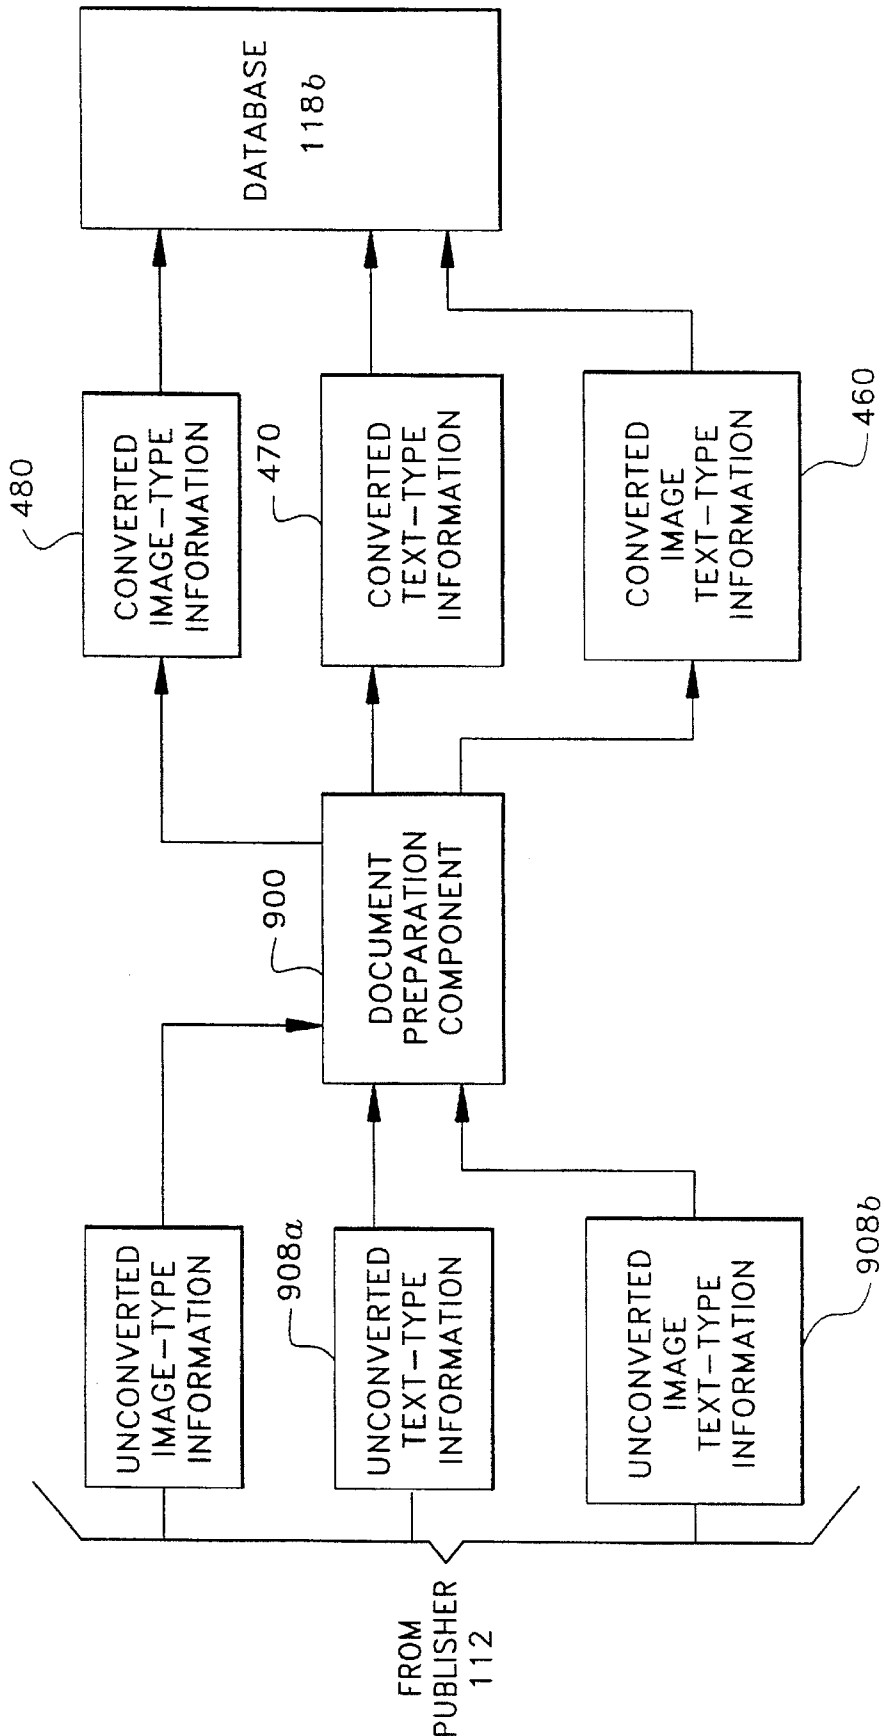 FROM
PUBLISHER
112
UNCONVERTED
IMAGE-TYPE
INFORMATION
908a
UNCONVERTED
TEXT-TYPE
INFORMATION
UNCONVERTED
IMAGE
TEXT-TYPE
INFORMATION
908b
900
DOCUMENT
PREPARATION
COMPONENT
480
CONVERTED
IMAGE-TYPE
INFORMATION
470
CONVERTED
TEXT-TYPE
INFORMATION
CONVERTED
IMAGE
TEXT-TYPE
INFORMATION
460
DATABASE
118b